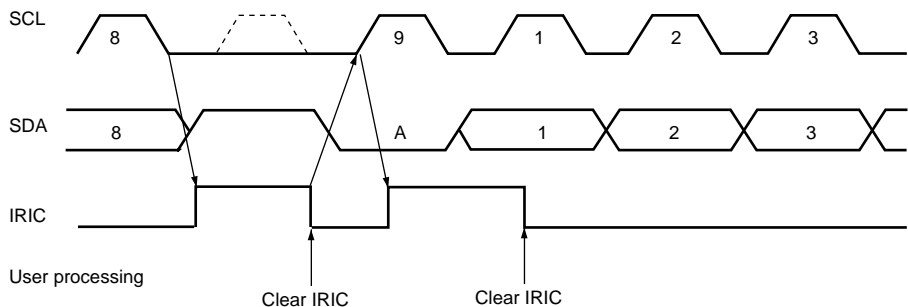 SCL 8 9 1 2 3
SDA 8 A 1 2 3
IRIC
User processing
Clear IRIC Clear IRIC